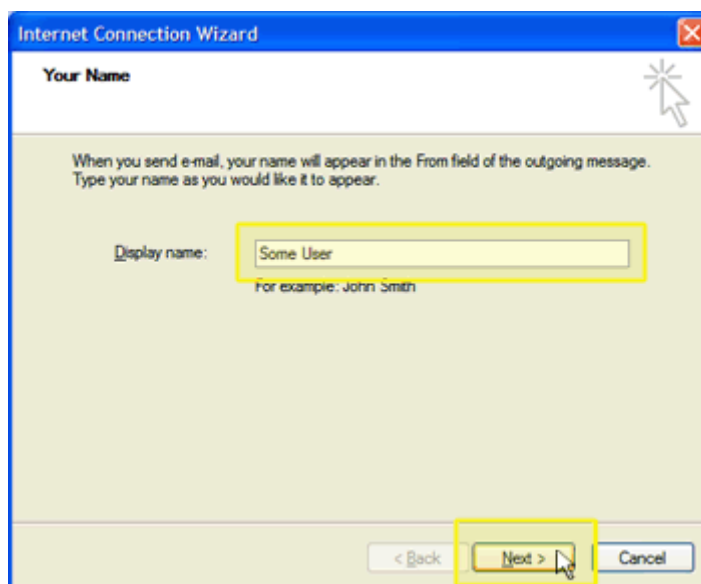 Internet Connection Wizard
Your Name
When you send e-mail, your name will appear in the From field of the outgoing message.
Type your name as you would like it to appear.
Display name: Some User
For example: John Smith
< Back Next > Cancel